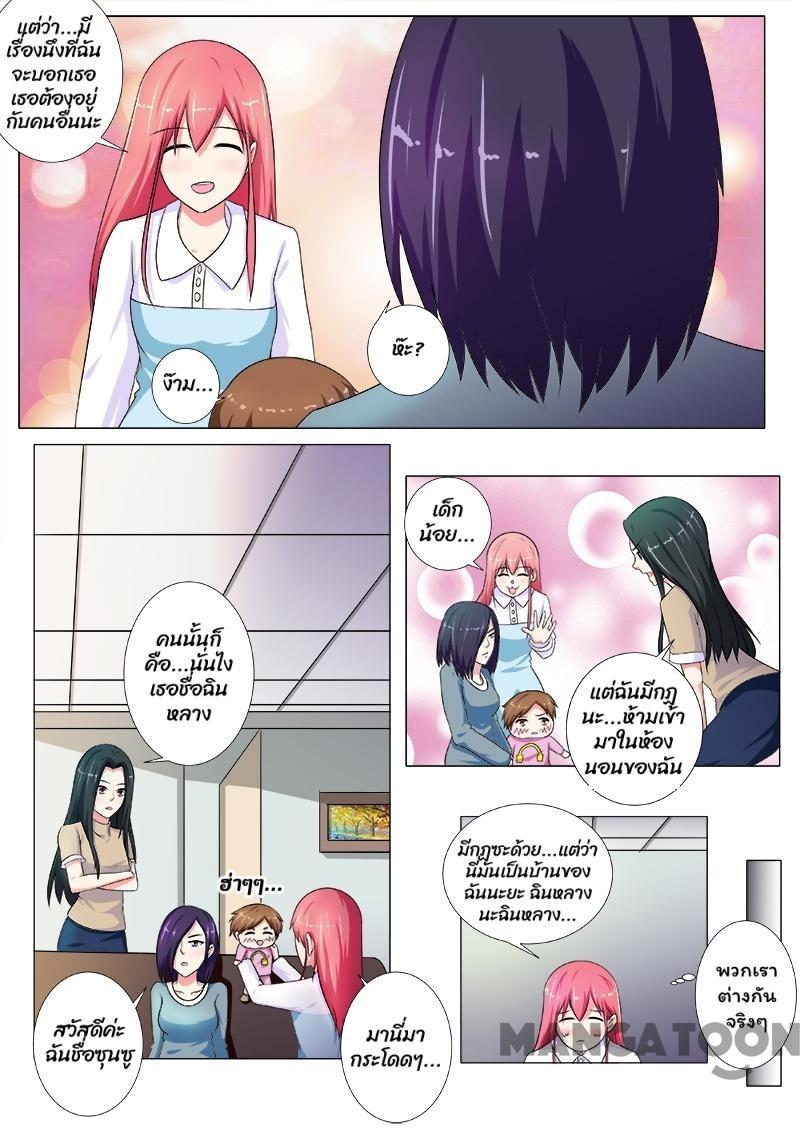 แต่ว่า...มี
เรื่องนึงที่ฉัน
จะบอกเธอ
เธอต้องอยู่
กับคนอื่นนะ
ห๊ะ?
ง๊าม...
คนนั้นก็
คือ...นั่นไง
เธอชื่อฉิน
หลาง
ฮ่าๆๆ...
สวัสดีค่ะ
ฉันชื่อซุนซู
มานี่มา
กระโดดๆ...
เด็ก
น้อย...
แต่ฉันมีกฎ
นะ...ห้ามเข้า
มาในห้อง
นอนของฉัน
มีกฎซะด้วย...แต่ว่า
นี่มันเป็นบ้านของ
ฉันนะยะ ฉินหลาง
นะฉินหลาง...
พวกเรา
ต่างกัน
จริงๆ
MANGATOON